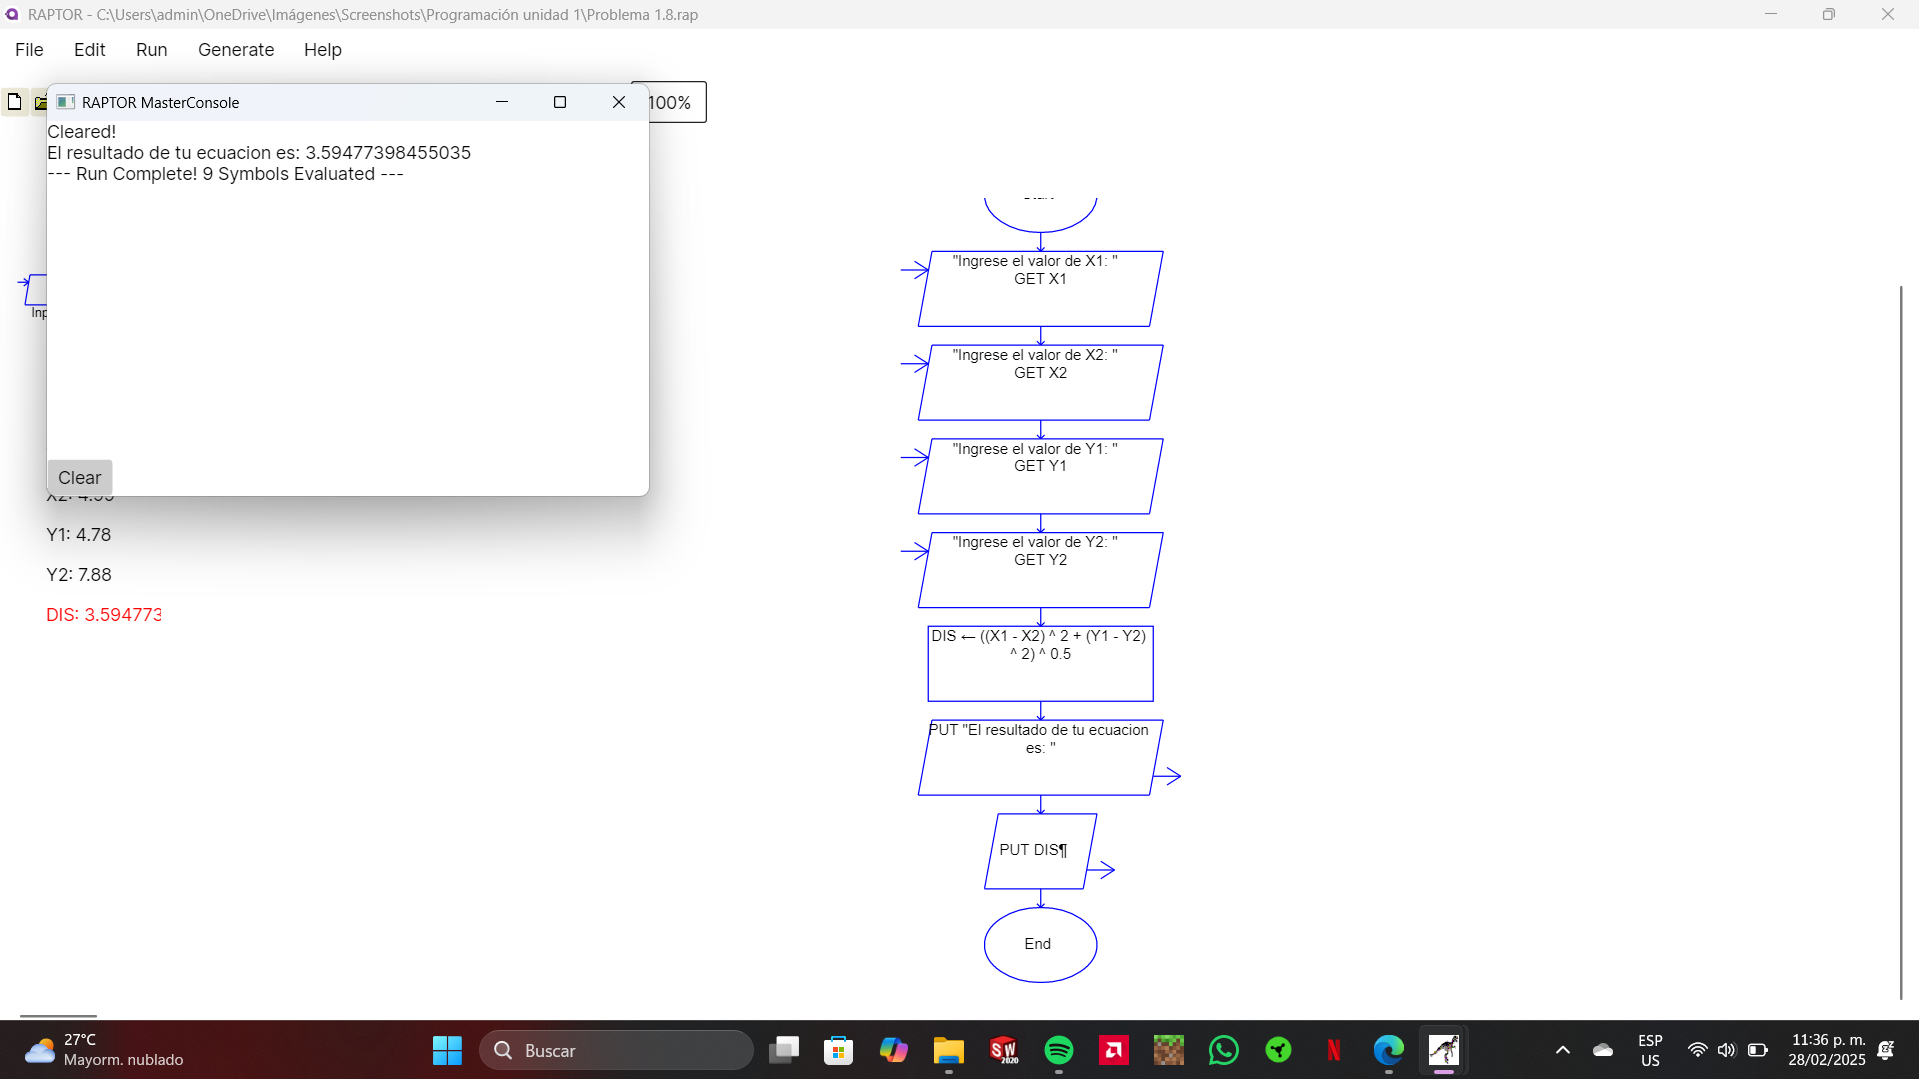 RAPTOR - C:\Users\admin\OneDrive\Imágenes\Screenshots\Programación unidad 1\Problema 1.8.rap
File Edit Run Generate Help
RAPTOR MasterConsole
100%
Cleared!
El resultado de tu ecuacion es: 3.59477398455035
--- Run Complete! 9 Symbols Evaluated ---
Clear
Y1: 4.78
Y2: 7.88
DIS: 3.594773
"Ingrese el valor de X1: "
GET X1
"Ingrese el valor de X2: "
GET X2
"Ingrese el valor de Y1: "
GET Y1
"Ingrese el valor de Y2: "
GET Y2
DIS ← ((X1 - X2) ^ 2 + (Y1 - Y2)
^ 2) ^ 0.5
PUT "El resultado de tu ecuacion
es: "
PUT DIS¶
End
27°C
Mayorm. nublado
Buscar
SW
2020
N
ESP
US
11:36 p. m.
28/02/2025